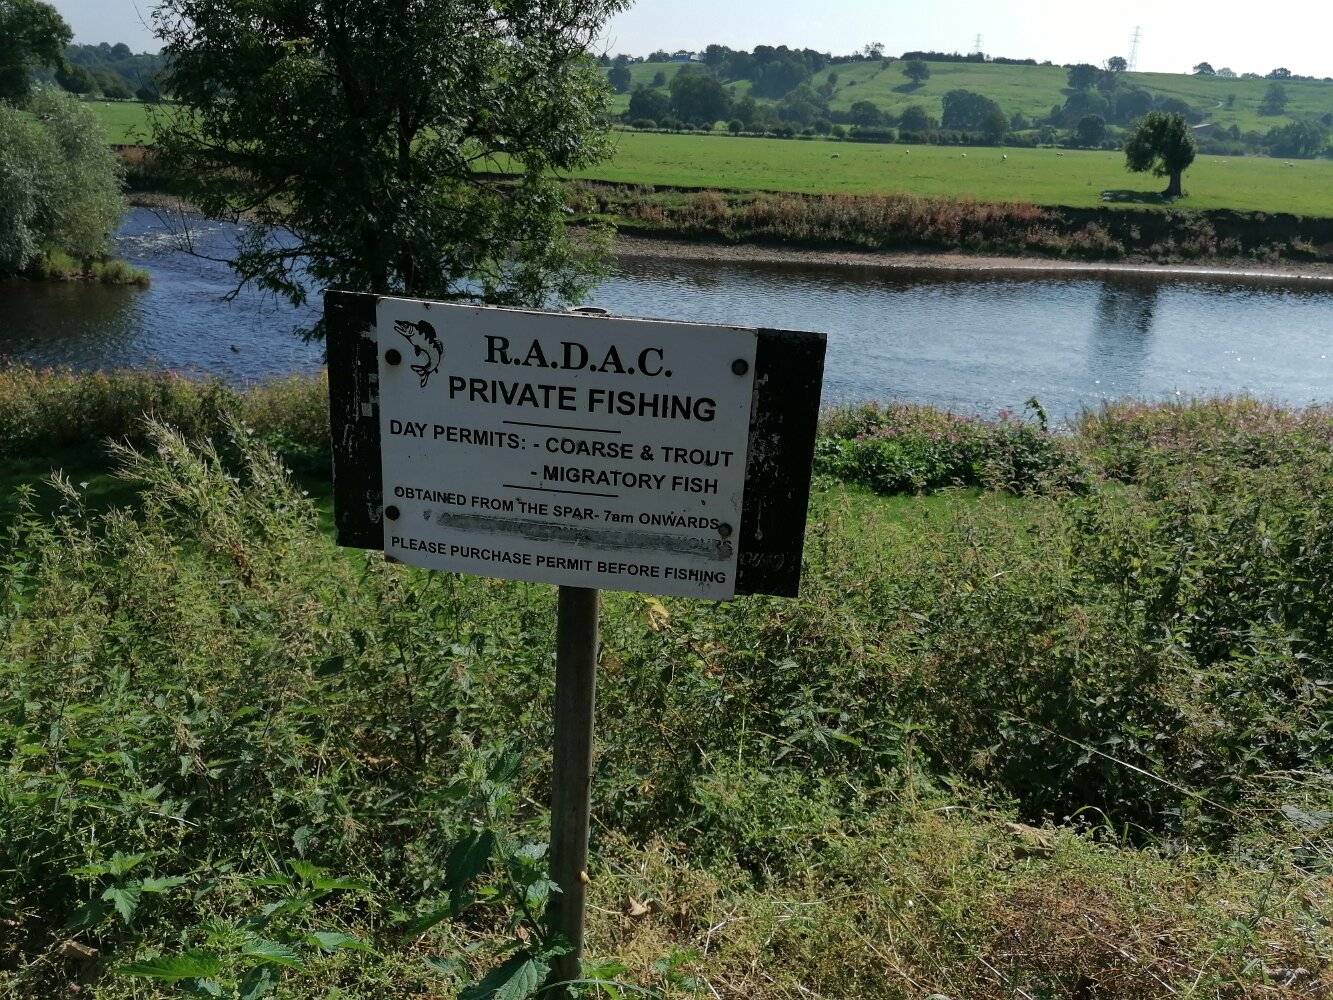 R.A.D.A.C.
PRIVATE FISHING
DAY PERMITS: - COARSE & TROUT
- MIGRATORY FISH
OBTAINED FROM THE SPAR- 7am ONWARDS
HOURS
PLEASE PURCHASE PERMIT BEFORE FISHING